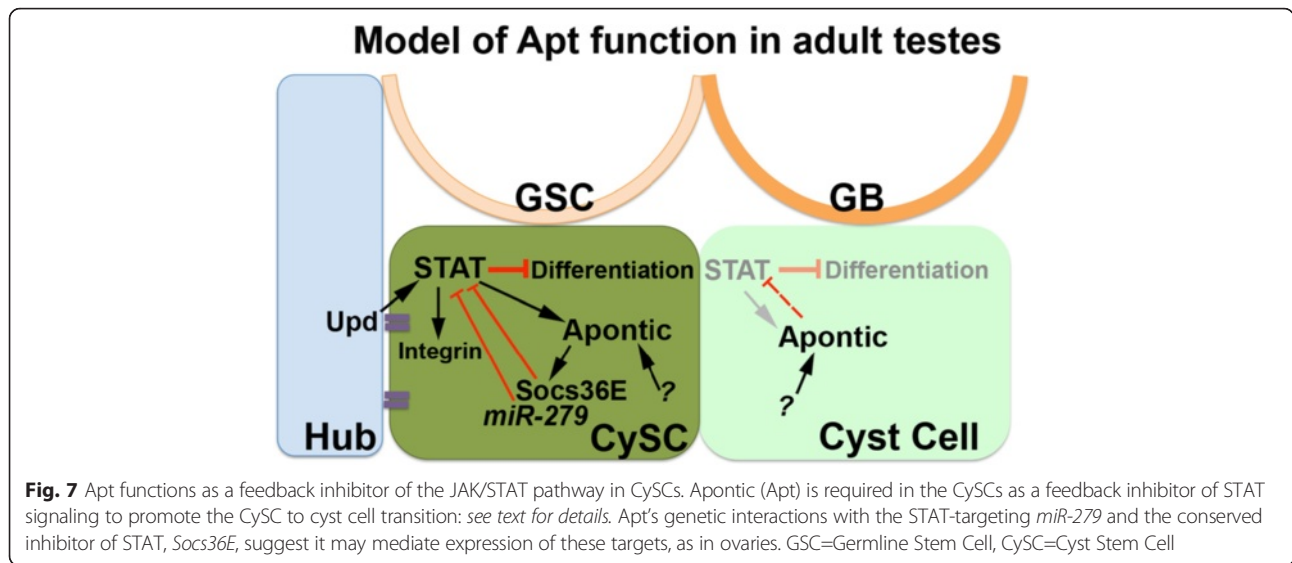 Model of Apt function in adult testes
GSC
GB
STAT
Differentiation
STAT
Differentiation
Upd
Integrin
Apontic
Apontic
Socs36E
miR-279
?
?
Hub
CySC
Cyst Cell
Fig. 7 Apt functions as a feedback inhibitor of the JAK/STAT pathway in CySCs. Apontic (Apt) is required in the CySCs as a feedback inhibitor of STAT
signaling to promote the CySC to cyst cell transition: see text for details. Apt's genetic interactions with the STAT-targeting miR-279 and the conserved
inhibitor of STAT, Socs36E, suggest it may mediate expression of these targets, as in ovaries. GSC=Germline Stem Cell, CySC=Cyst Stem Cell